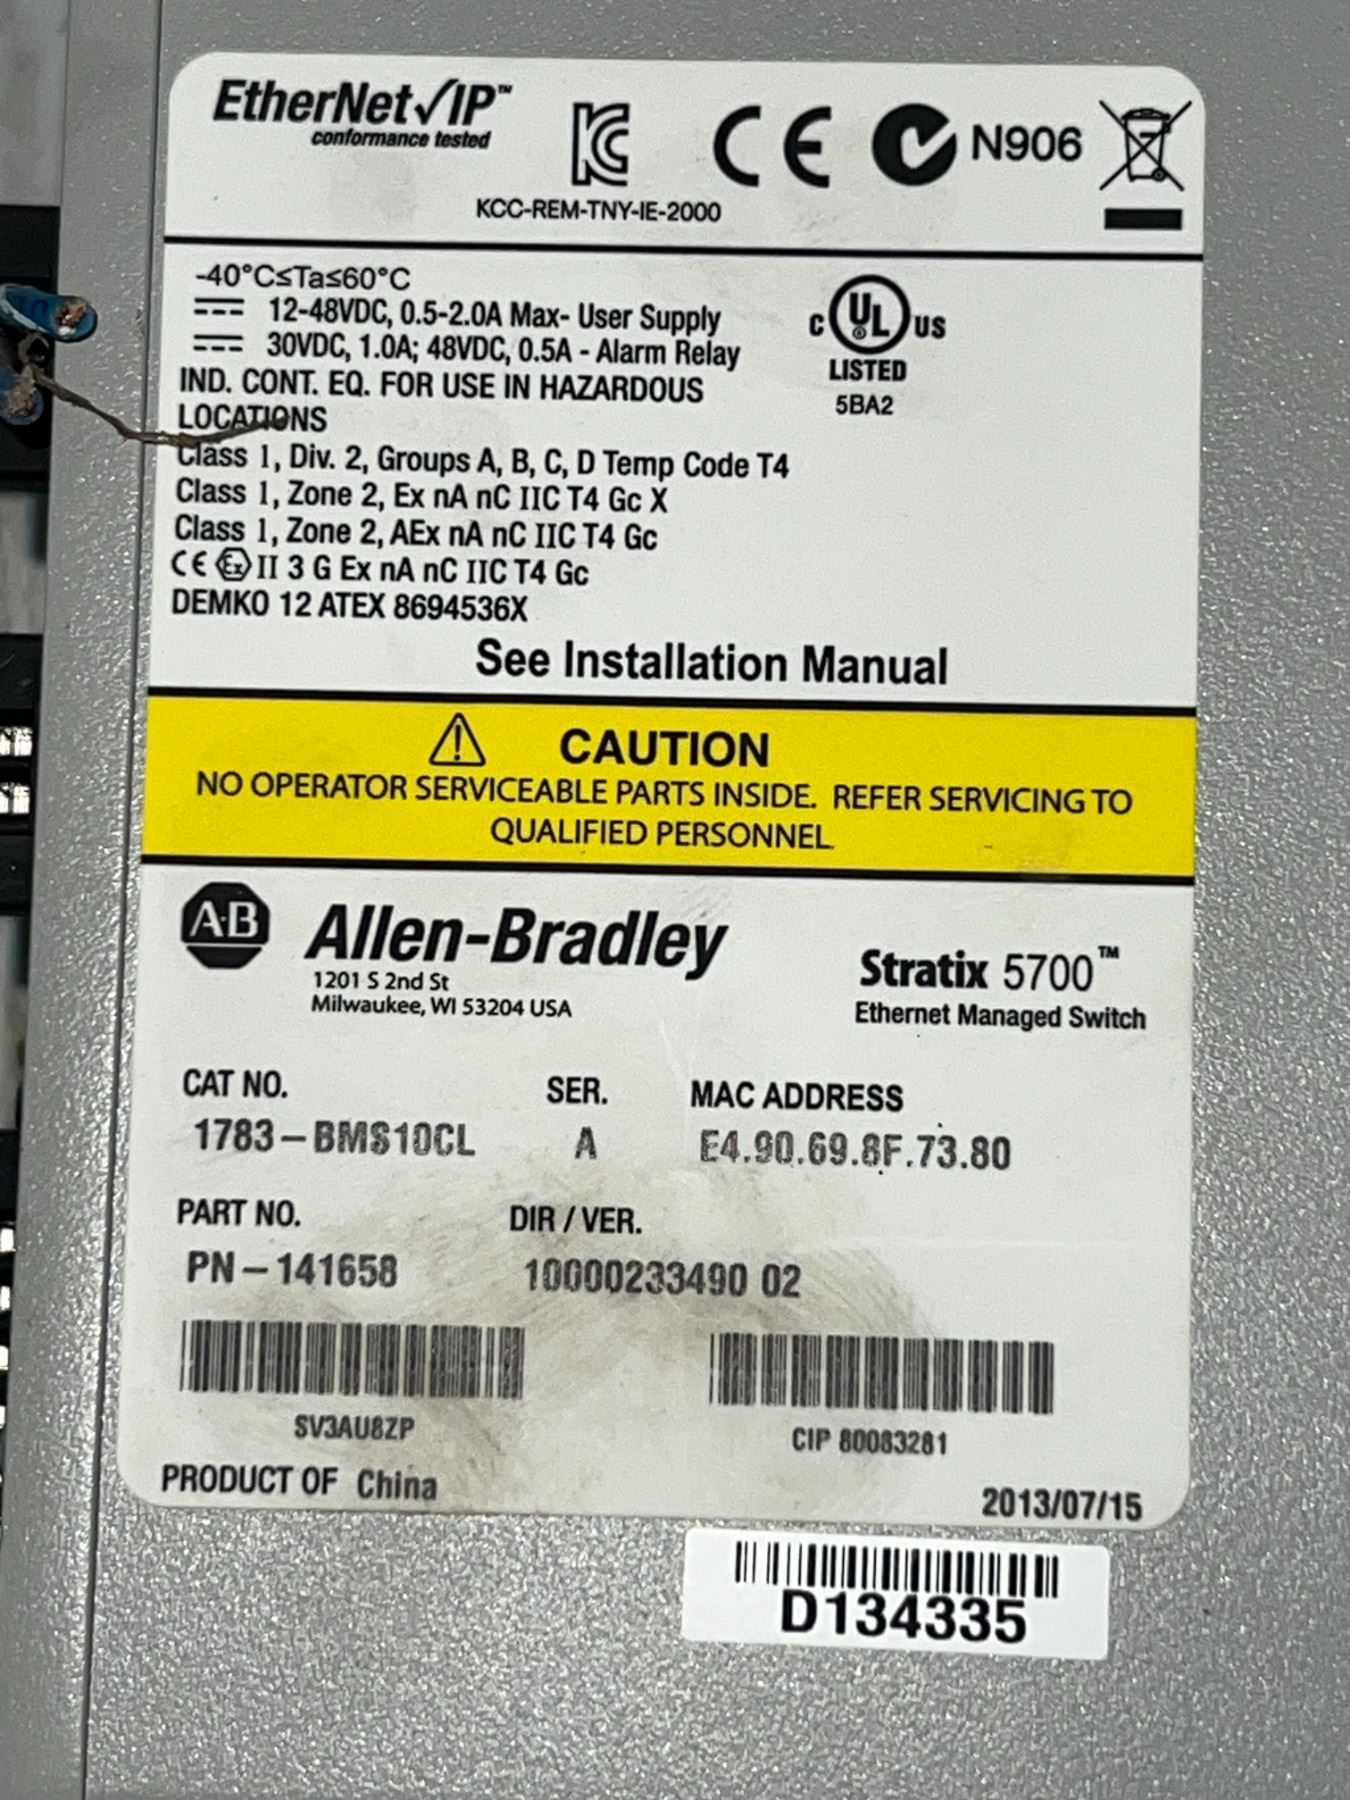 EtherNet/IP™
conformance tested
CE N906
KCC-REM-TNY-IE-2000
-40°C≤Ta≤60°C
12-48VDC, 0.5-2.0A Max- User Supply
30VDC, 1.0A; 48VDC, 0.5A - Alarm Relay
C UL US
LISTED
5BA2
IND. CONT. EQ. FOR USE IN HAZARDOUS
LOCATIONS
Class 1, Div. 2, Groups A, B, C, D Temp Code T4
Class 1, Zone 2, Ex nA nC IIC T4 Gc X
Class 1, Zone 2, AEx nA nC IIC T4 Gc
CE Ex II 3 G Ex nA nC IIC T4 Gc
DEMKO 12 ATEX 8694536X
See Installation Manual
CAUTION
NO OPERATOR SERVICEABLE PARTS INSIDE. REFER SERVICING TO
QUALIFIED PERSONNEL
A-B Allen-Bradley
1201 S 2nd St
Milwaukee, WI 53204 USA
Stratix 5700™
Ethernet Managed Switch
CAT NO. SER. MAC ADDRESS
1783-BMS10CL A E4.90.69.8F.73.80
PART NO. DIR / VER.
PN-141658 10000233490 02
SV3AU8ZP CIP 80083281
PRODUCT OF China 2013/07/15
D134335